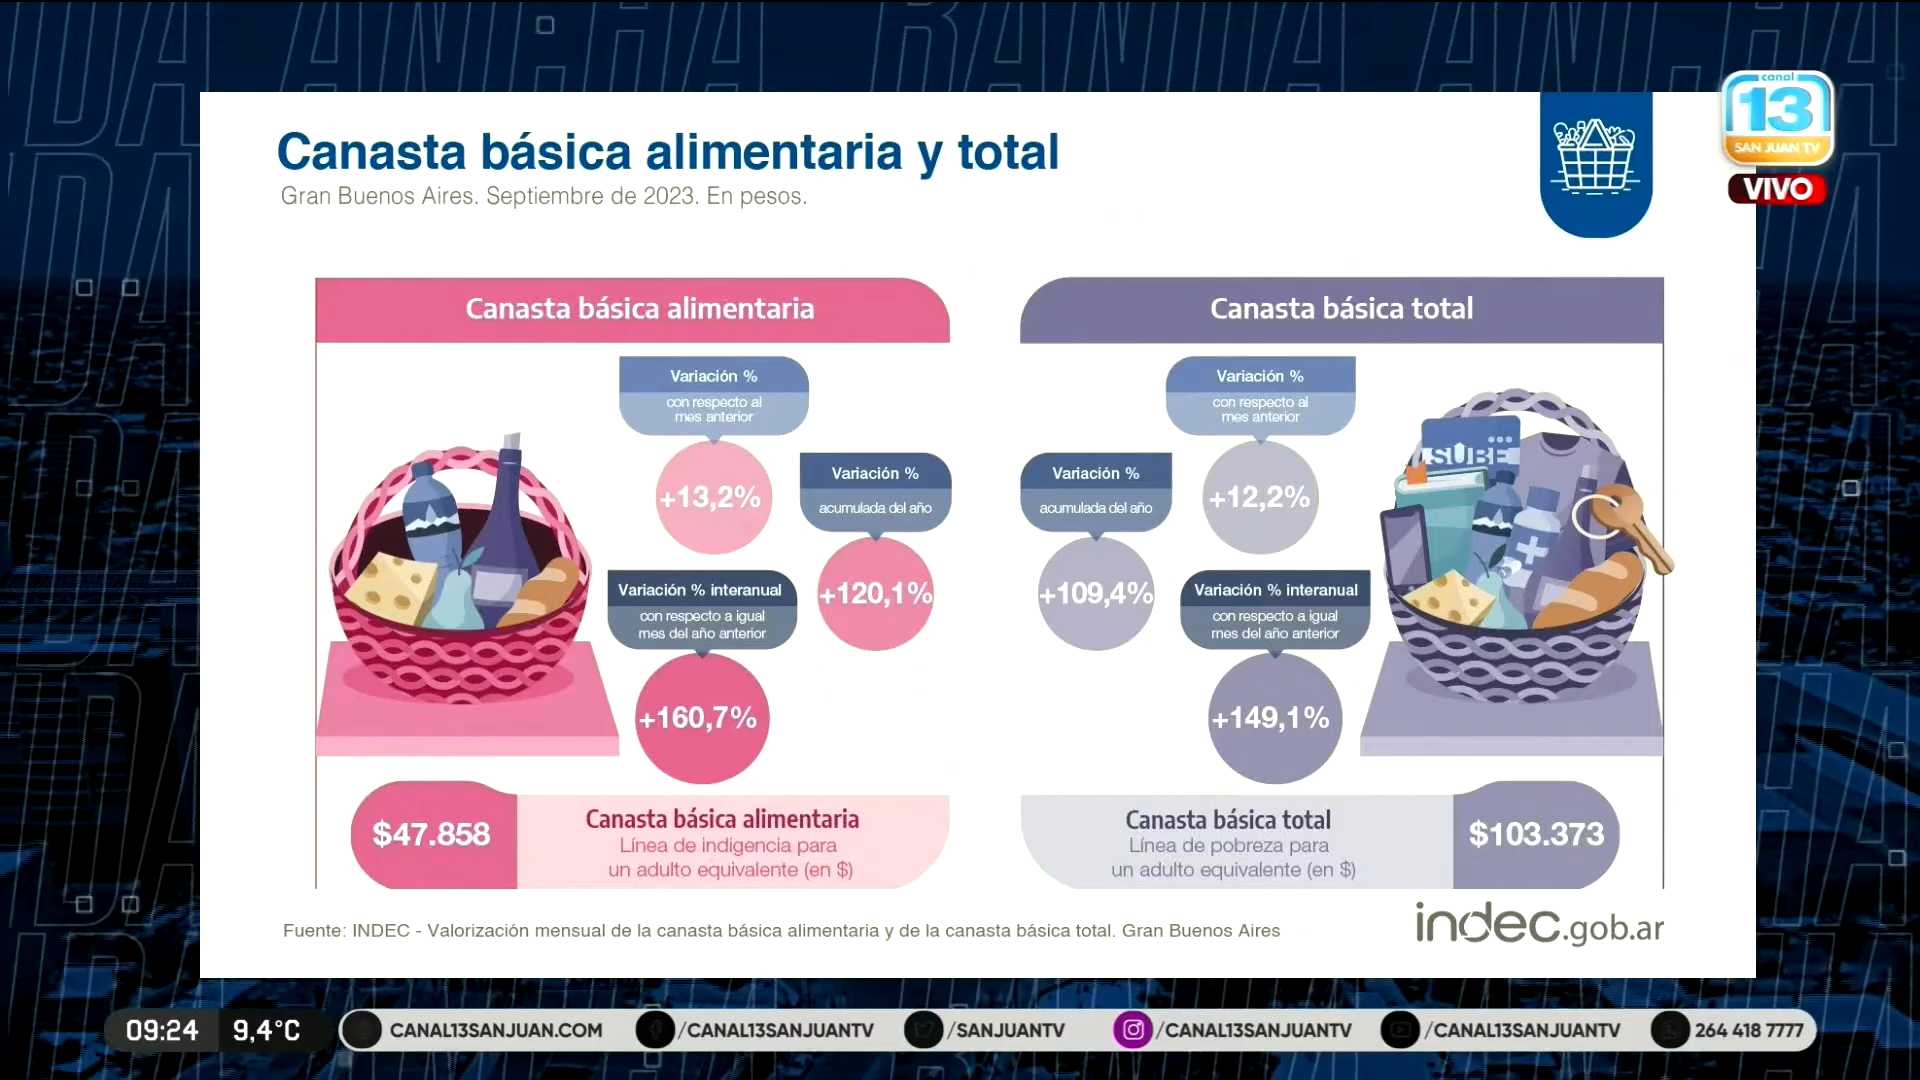 Canasta básica alimentaria y total
Gran Buenos Aires. Septiembre de 2023. En pesos.
canal
13
SAN JUAN TV
VIVO
Canasta básica alimentaria
Variación %
con respecto al
mes anterior
+13,2%
Variación %
acumulada del año
+120,1%
Variación % interanual
con respecto a igual
mes del año anterior
+160,7%
$47.858
Canasta básica alimentaria
Línea de indigencia para
un adulto equivalente (en $)
Canasta básica total
Variación %
con respecto al
mes anterior
+12,2%
Variación %
acumulada del año
+109,4%
Variación % interanual
con respecto a igual
mes del año anterior
+149,1%
SUBE
Canasta básica total
Línea de pobreza para
un adulto equivalente (en $)
$103.373
Fuente: INDEC - Valorización mensual de la canasta básica alimentaria y de la canasta básica total. Gran Buenos Aires
indec.gob.ar
09:24 9,4°C CANAL13SANJUAN.COM /CANAL13SANJUANTV /SANJUANTV /CANAL13SANJUANTV /CANAL13SANJUANTV 264 418 7777